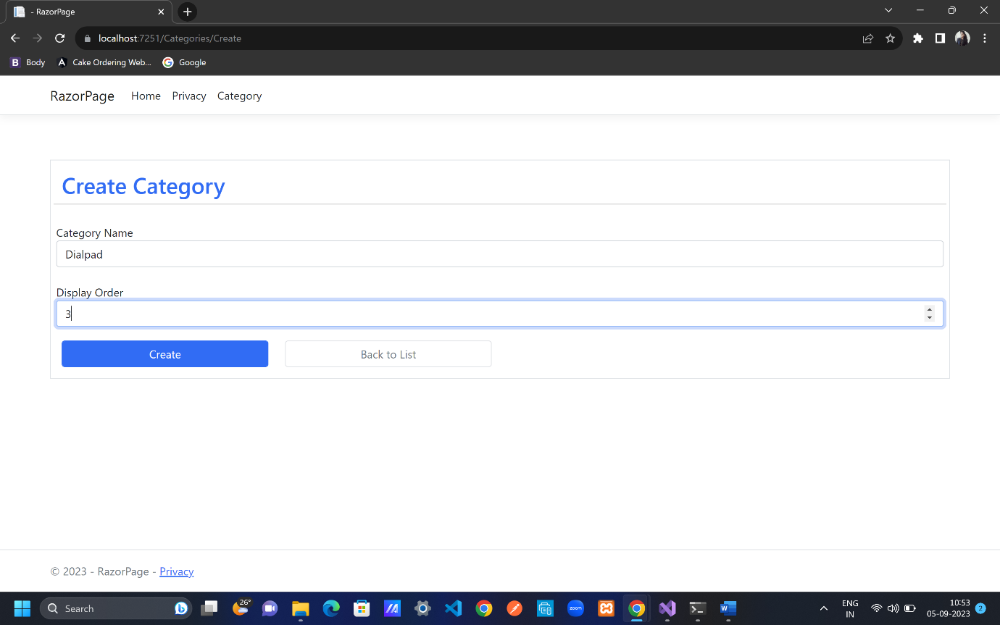 - RazorPage
localhost:7251/Categories/Create
B Body A Cake Ordering Web... G Google
RazorPage Home Privacy Category
Create Category
Category Name
Dialpad
Display Order
3
Create Back to List
© 2023 - RazorPage - Privacy
Search
26°
zoom
W
ENG
IN
10:53
05-09-2023
2